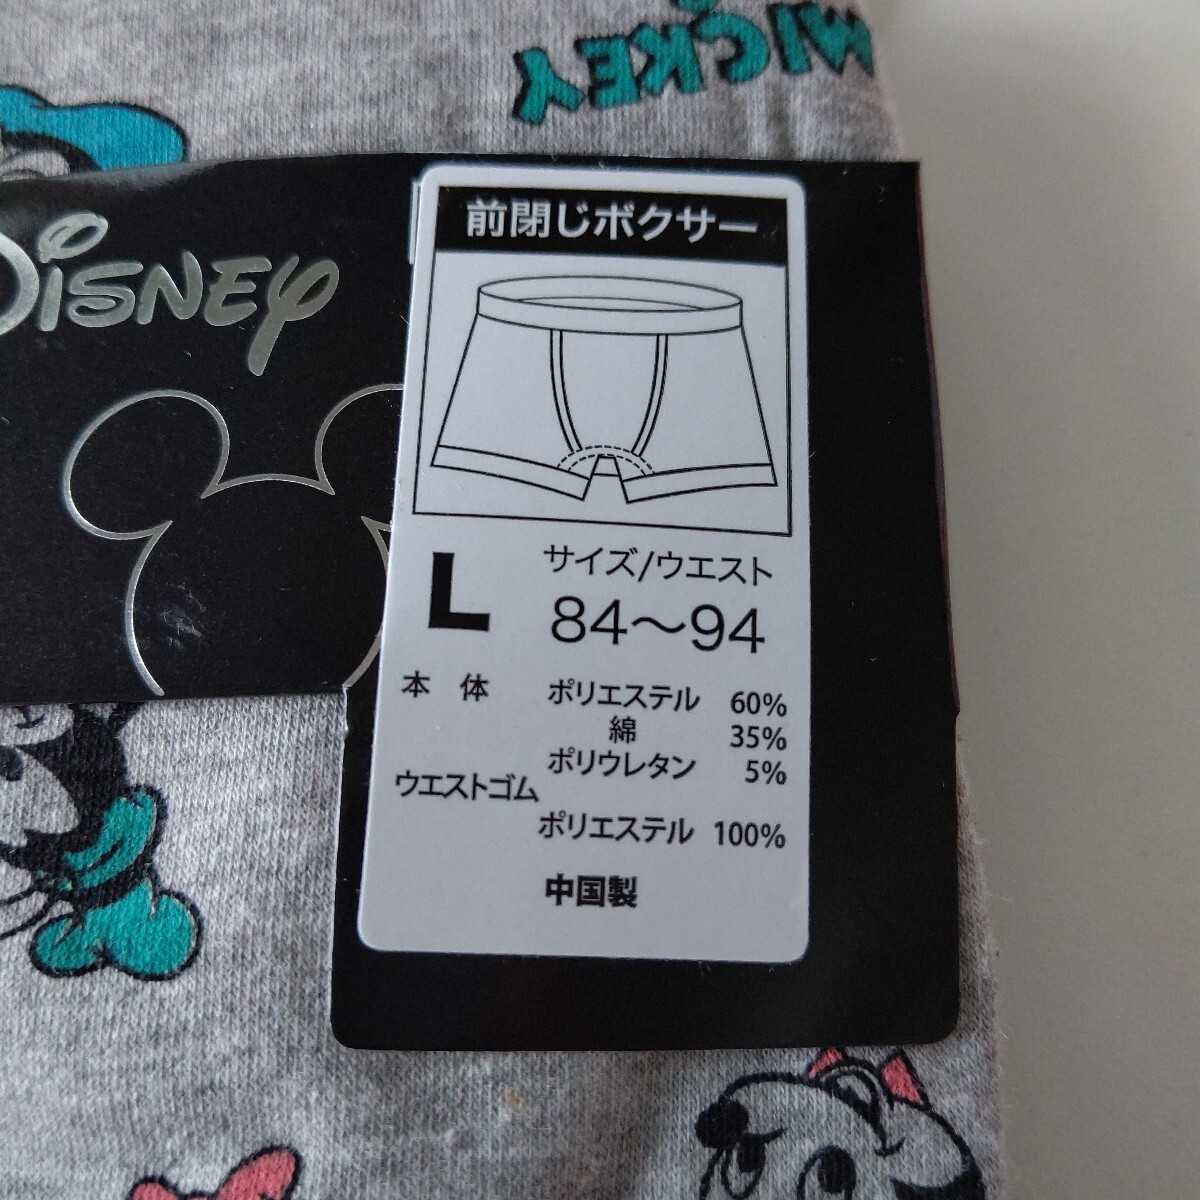 MICKEY
DISNEY
前閉じボクサー
L
サイズ/ウエスト
84～94
本 体 ポリエステル 60%
綿 35%
ポリウレタン 5%
ウエストゴム
ポリエステル 100%
中国製